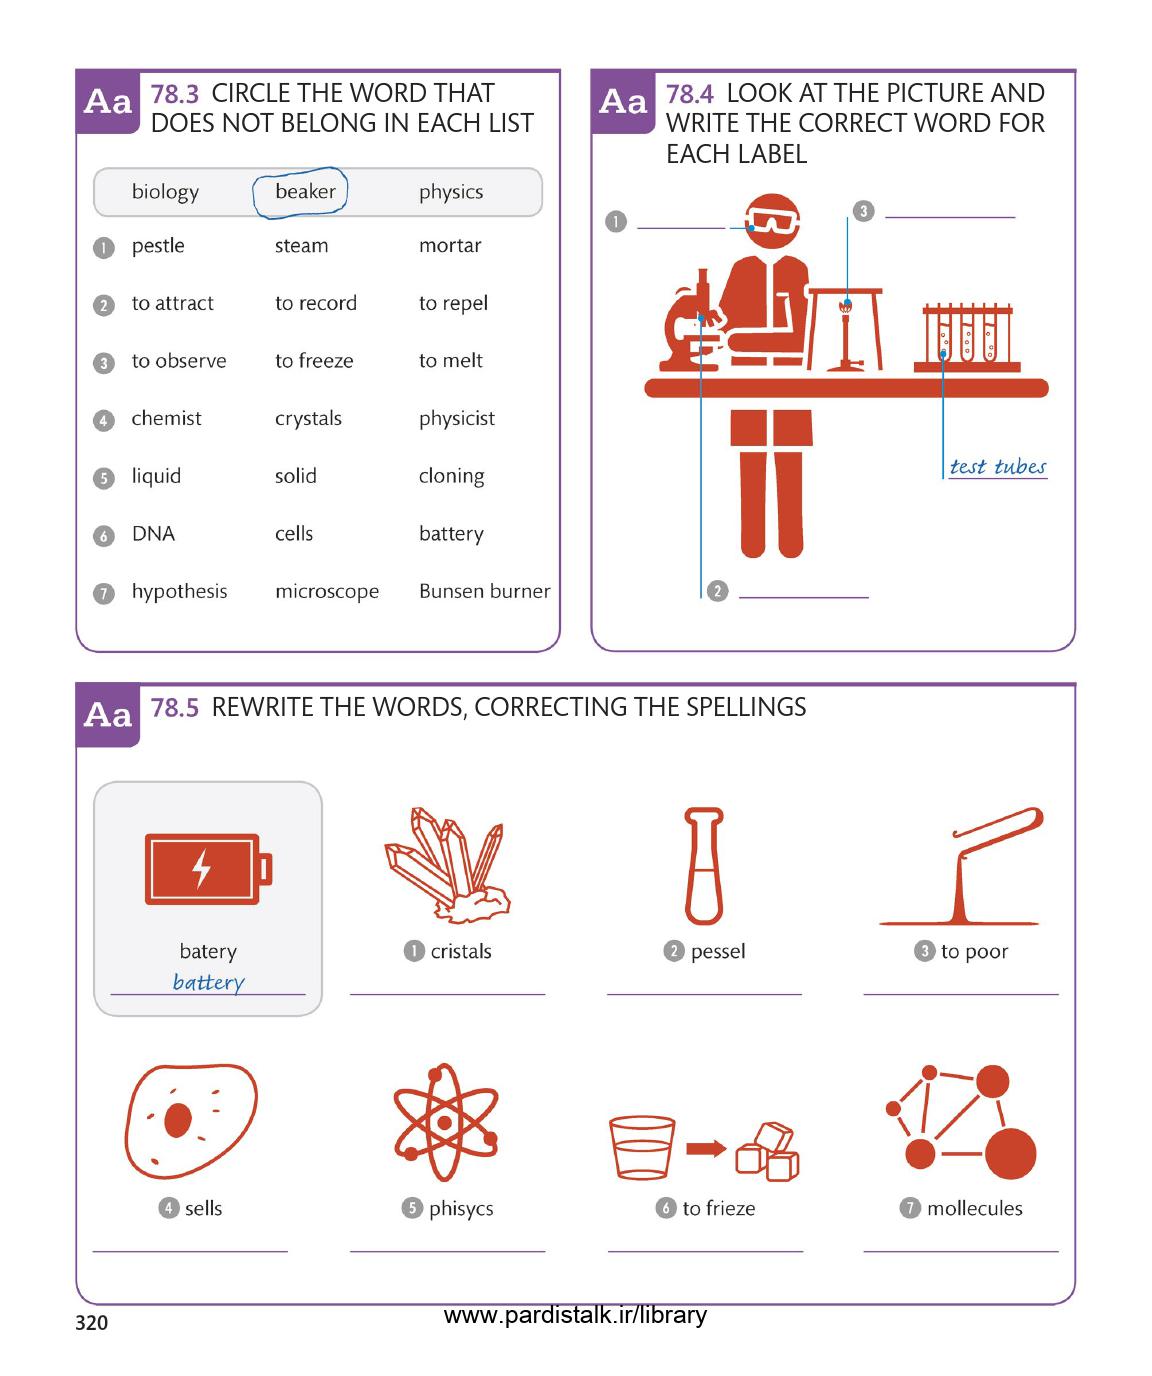 Aa 78.3 CIRCLE THE WORD THAT
DOES NOT BELONG IN EACH LIST
biology beaker physics
1 pestle steam mortar
2 to attract to record to repel
3 to observe to freeze to melt
4 chemist crystals physicist
5 liquid solid cloning
6 DNA cells battery
7 hypothesis microscope Bunsen burner
Aa 78.4 LOOK AT THE PICTURE AND
WRITE THE CORRECT WORD FOR
EACH LABEL
1
3
test tubes
2
Aa 78.5 REWRITE THE WORDS, CORRECTING THE SPELLINGS
batery
battery
1 cristals
2 pessel
3 to poor
4 sells
5 phisycs
6 to frieze
7 mollecules
320
www.pardistalk.ir/library